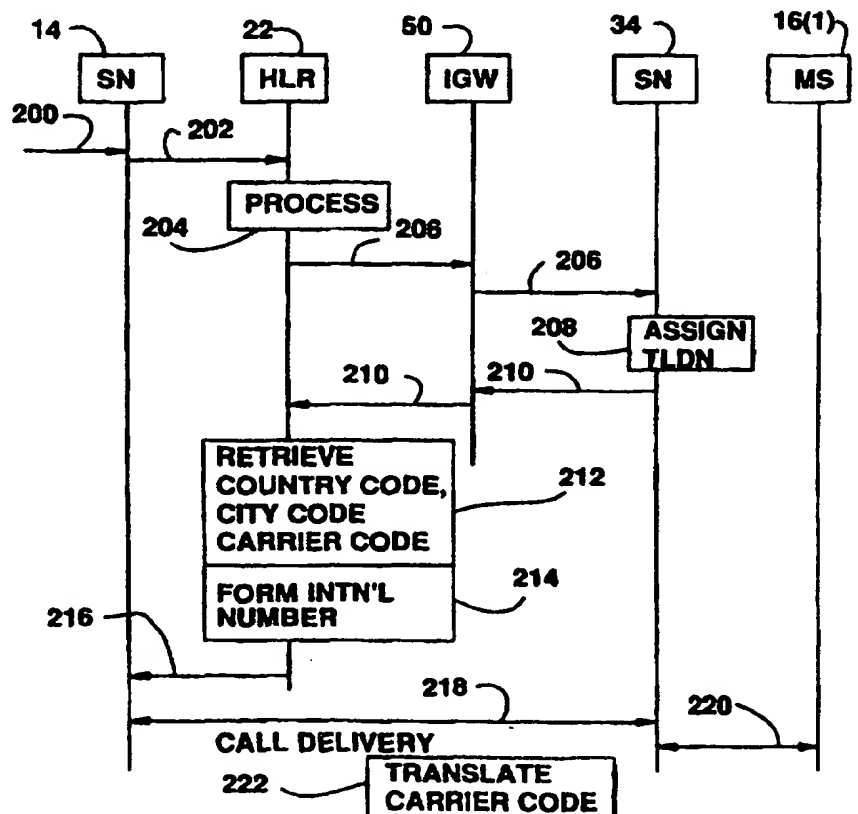 14 22 50 34 16(1)
SN HLR IGW SN MS
200 202
PROCESS
204 206
206
208 ASSIGN
TLDN
210 210
RETRIEVE
COUNTRY CODE,
CITY CODE
CARRIER CODE
212
FORM INTN'L
NUMBER
214
216
218
220
CALL DELIVERY
222 TRANSLATE
CARRIER CODE